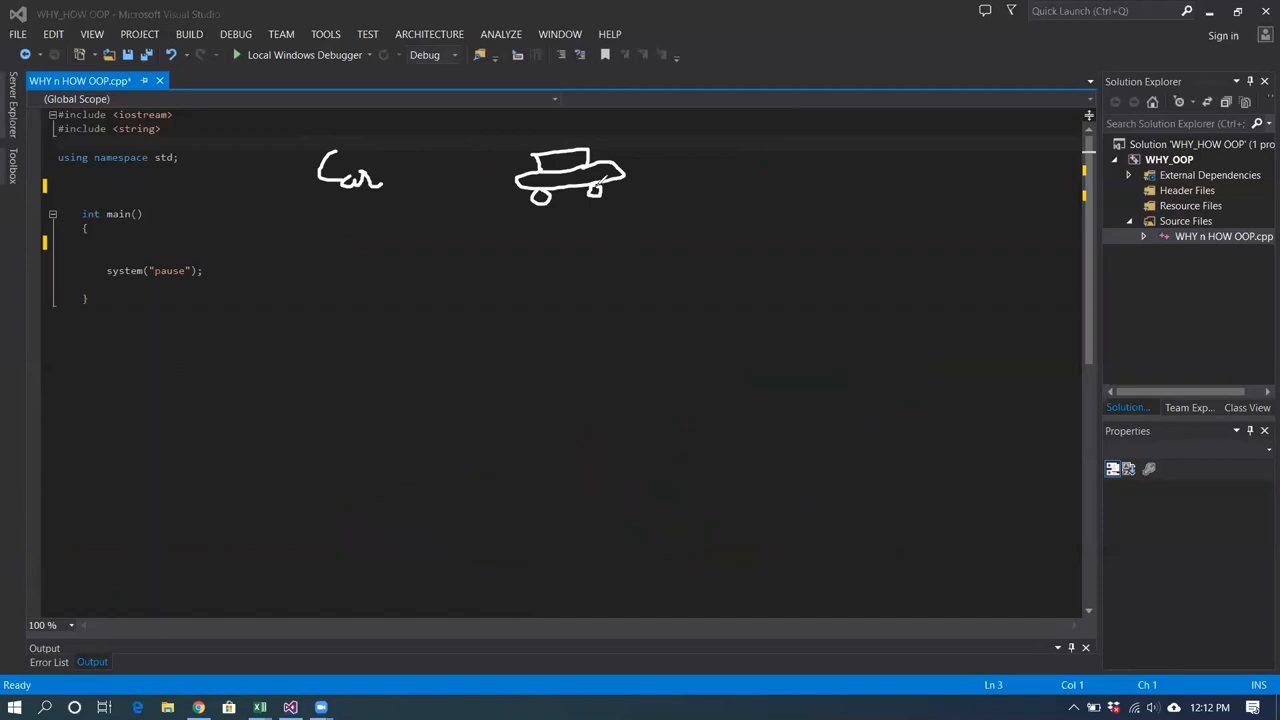 WHY_HOW OOP - Microsoft Visual Studio
Quick Launch (Ctrl+Q)
FILE EDIT VIEW PROJECT BUILD DEBUG TEAM TOOLS TEST ARCHITECTURE ANALYZE WINDOW HELP
Sign in
Local Windows Debugger
Debug
Server Explorer
Toolbox
WHY n HOW OOP.cpp*
(Global Scope)
#include <iostream>
#include <string>
using namespace std;
Car
int main()
{
system("pause");
}
100 %
Output
Error List Output
Solution Explorer
Search Solution Explorer (Ctrl+;
Solution 'WHY_HOW OOP' (1 pro
WHY_OOP
External Dependencies
Header Files
Resource Files
Source Files
WHY n HOW OOP.cpp
Solution... Team Exp... Class View
Properties
Ready
Ln 3 Col 1 Ch 1 INS
12:12 PM